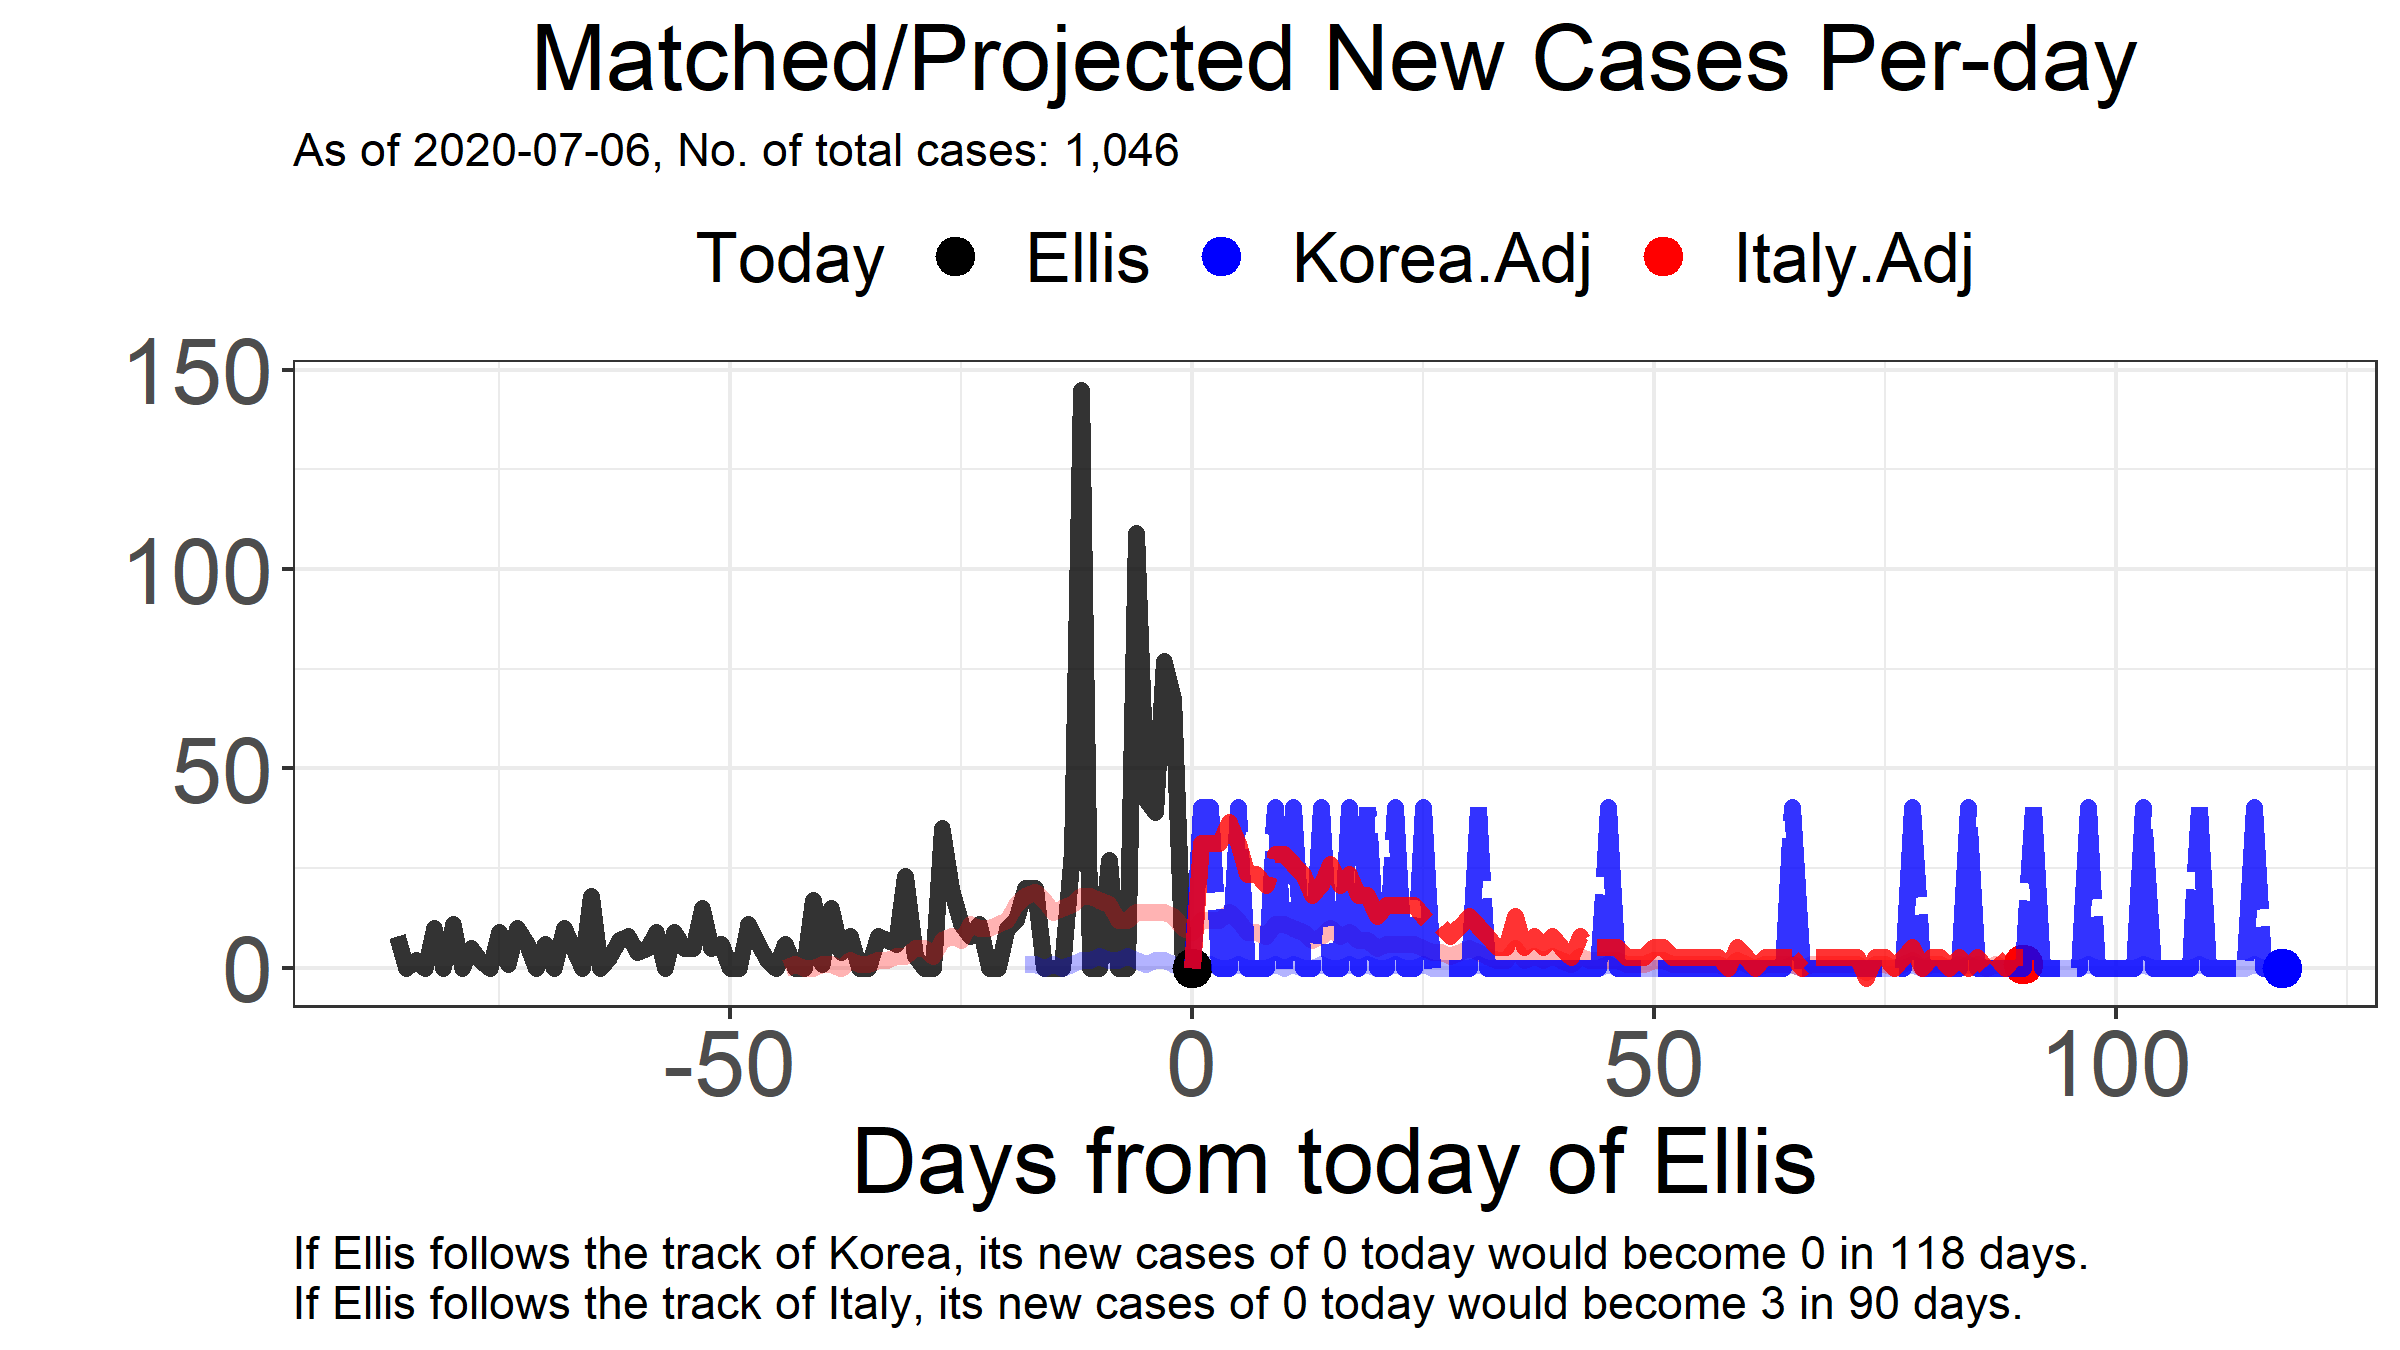 Matched/Projected New Cases Per-day
As of 2020-07-06, No. of total cases: 1,046
Today Ellis Korea.Adj Italy.Adj
150
100
50
0
-50 0 50 100
Days from today of Ellis
If Ellis follows the track of Korea, its new cases of 0 today would become 0 in 118 days.
If Ellis follows the track of Italy, its new cases of 0 today would become 3 in 90 days.